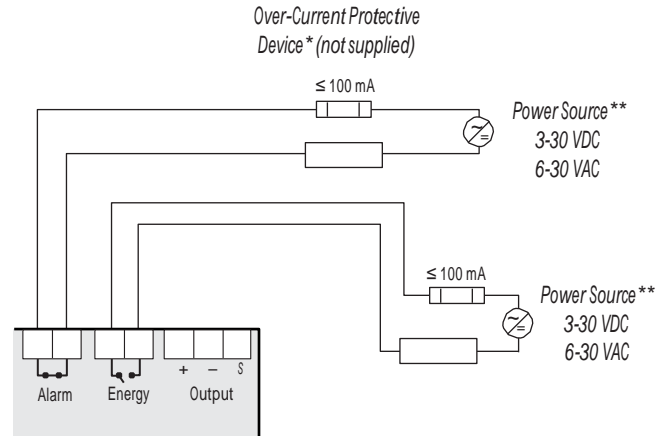 Over-Current Protective
Device* (not supplied)
≤ 100 mA
Power Source**
3-30 VDC
6-30 VAC
≤ 100 mA
Power Source**
3-30 VDC
6-30 VAC
+ − S
Alarm Energy Output